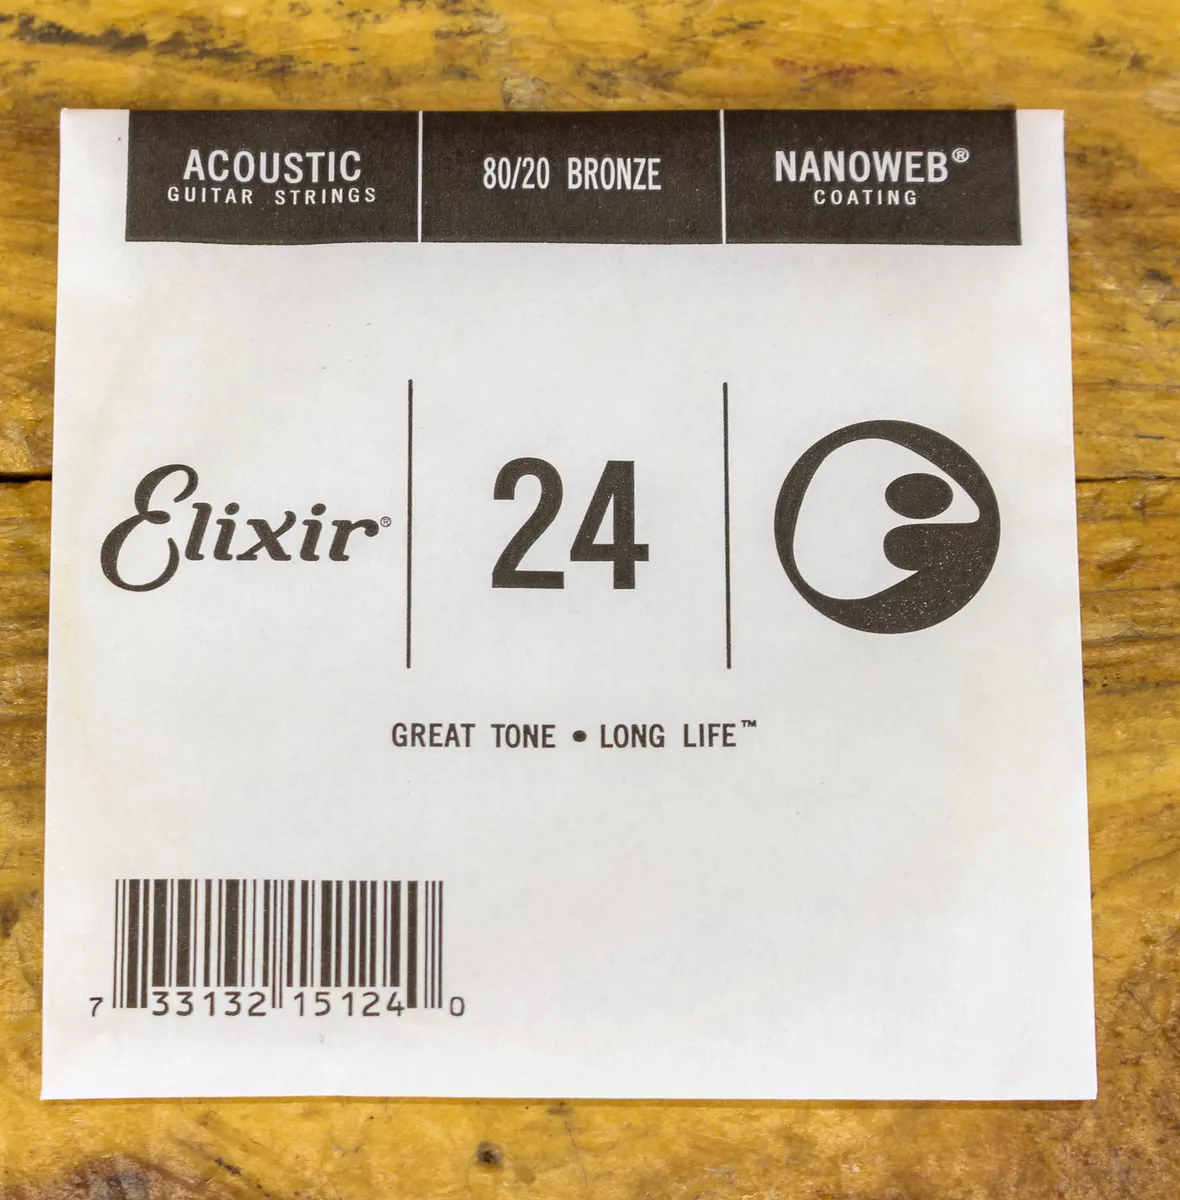 ACOUSTIC
GUITAR STRINGS
80/20 BRONZE
NANOWEB®
COATING
Elixir®
24
GREAT TONE • LONG LIFE™
7 33132 15124 0